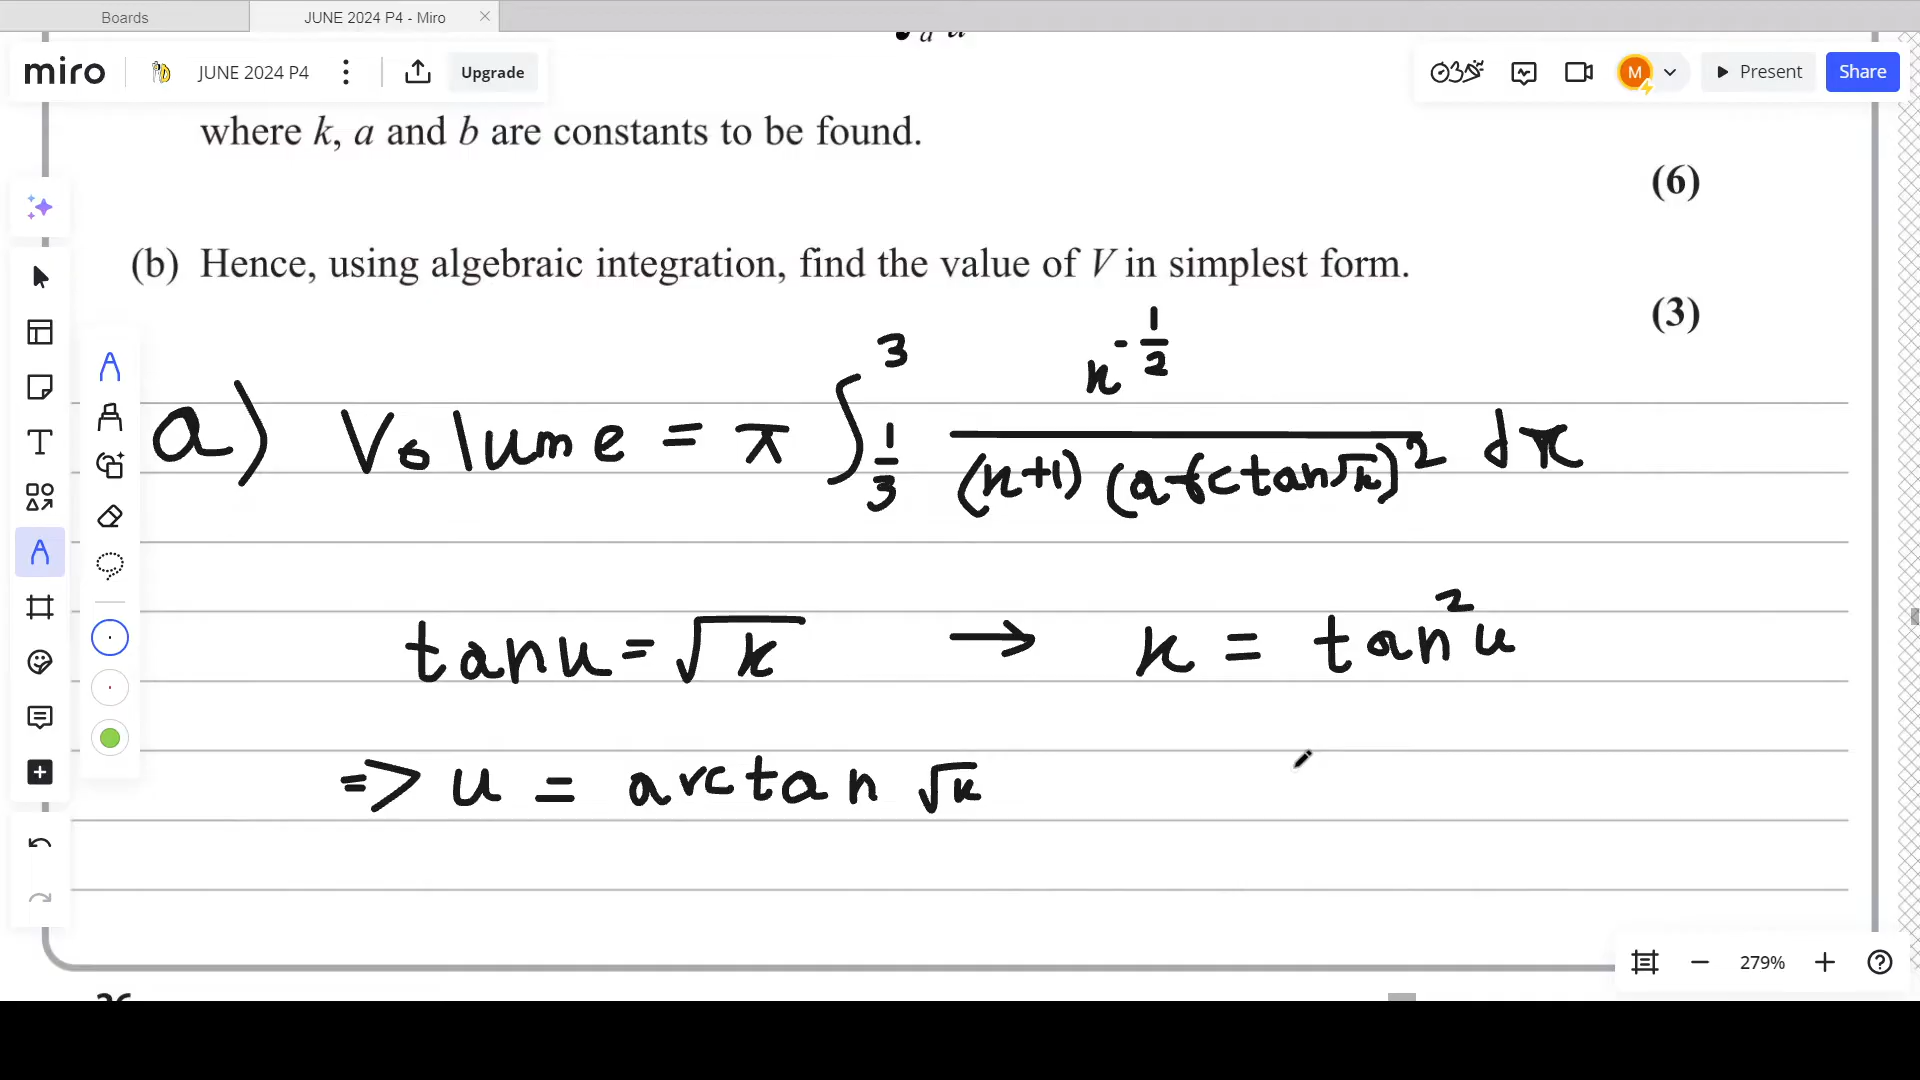 Boards
JUNE 2024 P4 - Miro
miro
JUNE 2024 P4
Upgrade
M
Present
Share
where k, a and b are constants to be found.
(6)
(b) Hence, using algebraic integration, find the value of V in simplest form.
(3)
a) Volume = π ∫_{1/3}^{3} x^{-1/2} / ((x+1)(arctan√x)^2) dx
tan u = √x → x = tan^2 u
=> u = arctan √x
279%